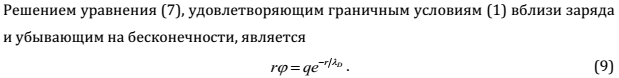 Решением уравнения (7), удовлетворяющим граничным условиям (1) вблизи заряда
и убывающим на бесконечности, является
rφ = qe^{−r/λ_D} . (9)